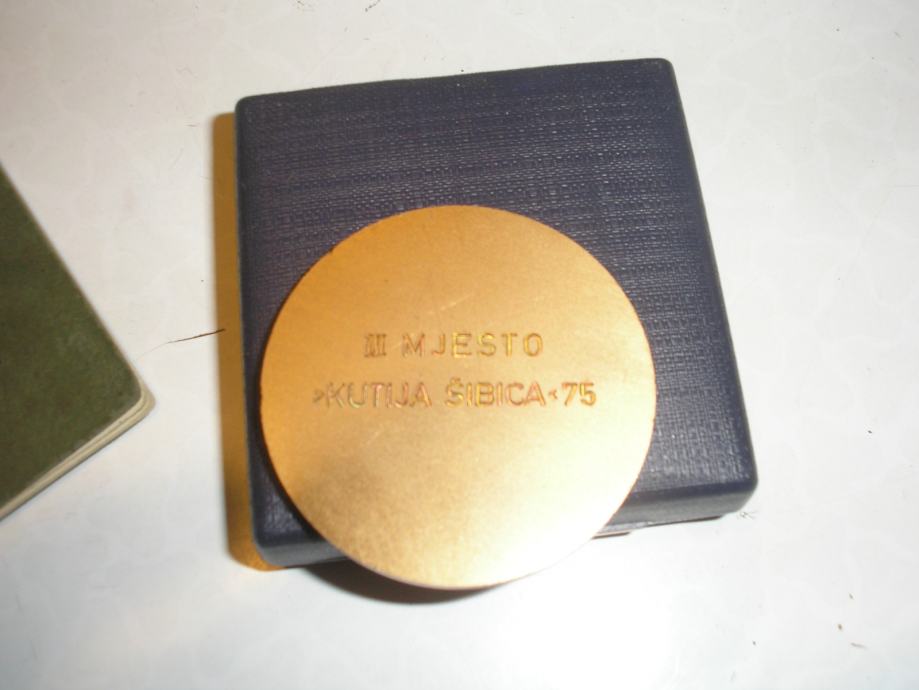 III MJESTO
»KUTIJA ŠIBICA« 75